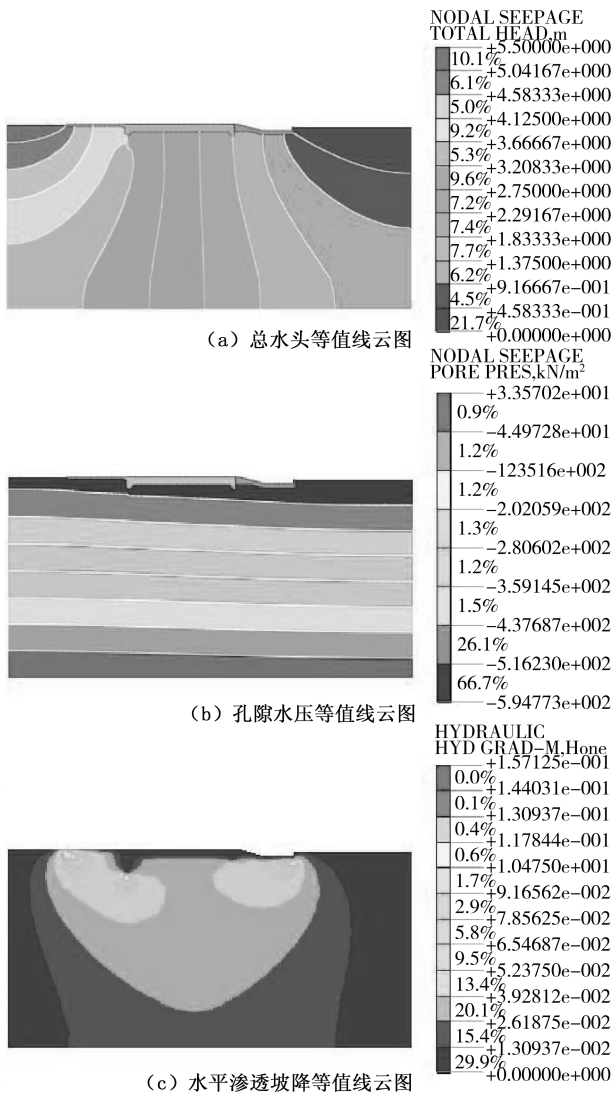 NODAL SEEPAGE
TOTAL HEAD,m
+5.50000e+000
10.1%
+5.04167e+000
6.1%
+4.58333e+000
5.0%
+4.12500e+000
9.2%
+3.66667e+000
5.3%
+3.20833e+000
9.6%
+2.75000e+000
7.2%
+2.29167e+000
7.4%
+1.83333e+000
7.7%
+1.37500e+000
6.2%
+9.16667e-001
4.5%
+4.58333e-001
21.7%
+0.00000e+000
(a) 总水头等值线云图
NODAL SEEPAGE
PORE PRES,kN/m²
+3.35702e+001
0.9%
-4.49728e+001
1.2%
-123516e+002
1.2%
-2.02059e+002
1.3%
-2.80602e+002
1.2%
-3.59145e+002
1.5%
-4.37687e+002
26.1%
-5.16230e+002
66.7%
-5.94773e+002
(b) 孔隙水压等值线云图
HYDRAULIC
HYD GRAD-M,Hone
+1.57125e-001
0.0%
+1.44031e-001
0.1%
+1.30937e-001
0.4%
+1.17844e-001
0.6%
+1.04750e+001
1.7%
+9.16562e-002
2.9%
+7.85625e-002
5.8%
+6.54687e-002
9.5%
+5.23750e-002
13.4%
+3.92812e-002
20.1%
+2.61875e-002
15.4%
+1.30937e-002
29.9%
+0.00000e+000
(c) 水平渗透坡降等值线云图